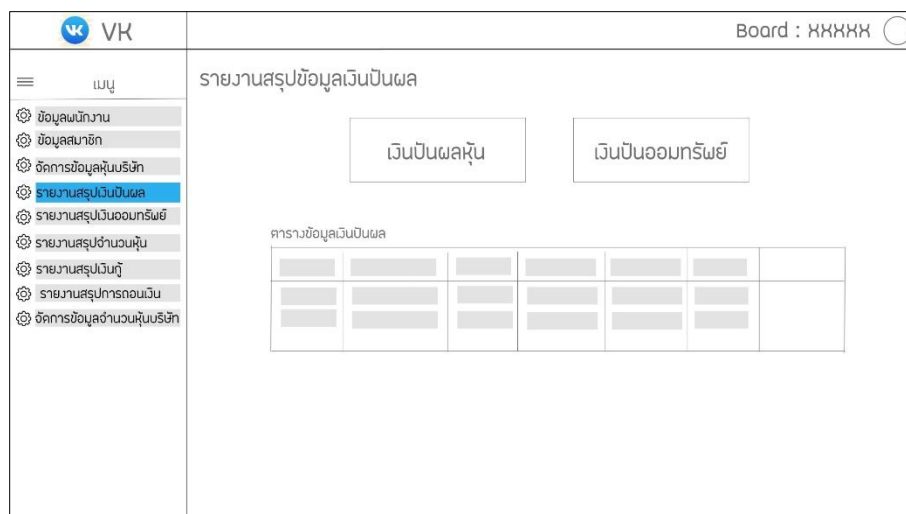 VK
Board : XXXXX
เมนู
ข้อมูลพนักงาน
ข้อมูลสมาชิก
จัดการข้อมูลหุ้นบริษัท
รายงานสรุปเงินปันผล
รายงานสรุปเงินออมทรัพย์
รายงานสรุปจำนวนหุ้น
รายงานสรุปเงินกู้
รายงานสรุปการถอนเงิน
จัดการข้อมูลจำนวนหุ้นบริษัท
รายงานสรุปข้อมูลเงินปันผล
เงินปันผลหุ้น
เงินปันออมทรัพย์
ตารางข้อมูลเงินปันผล